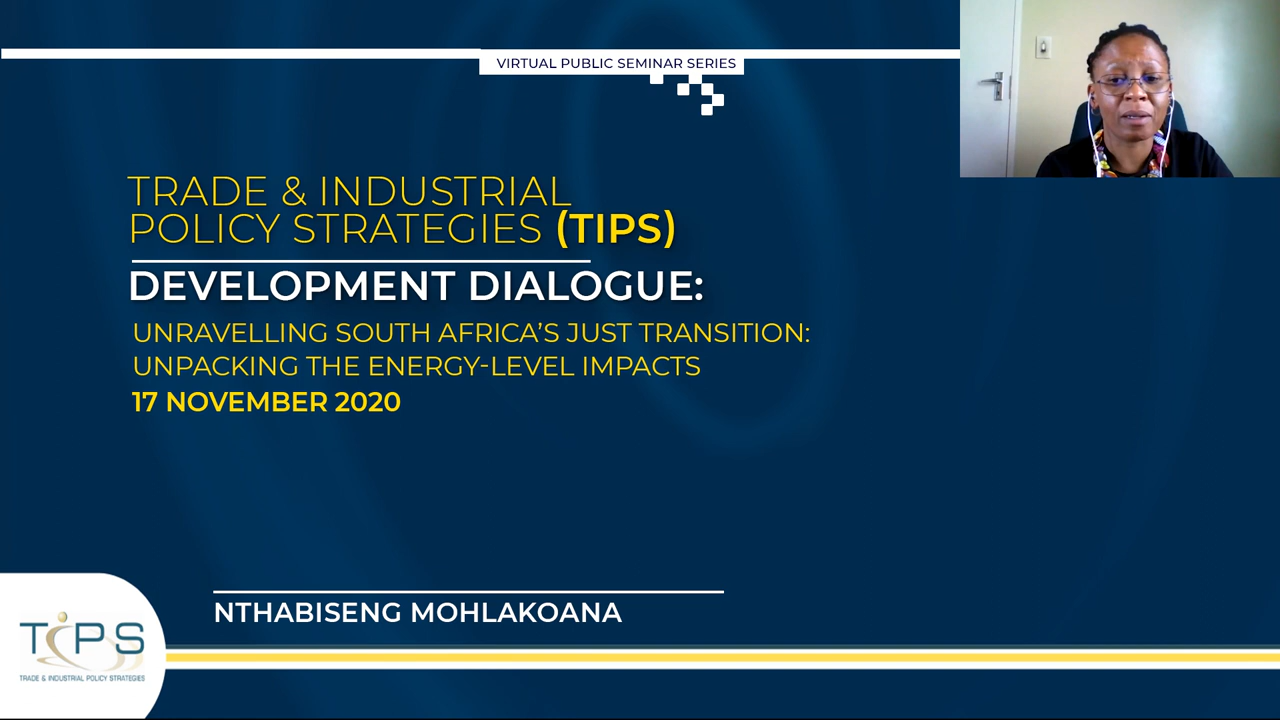 VIRTUAL PUBLIC SEMINAR SERIES
TRADE & INDUSTRIAL
POLICY STRATEGIES (TIPS)
DEVELOPMENT DIALOGUE:
UNRAVELLING SOUTH AFRICA'S JUST TRANSITION:
UNPACKING THE ENERGY-LEVEL IMPACTS
17 NOVEMBER 2020
NTHABISENG MOHLAKOANA
TiPS
TRADE & INDUSTRIAL POLICY STRATEGIES